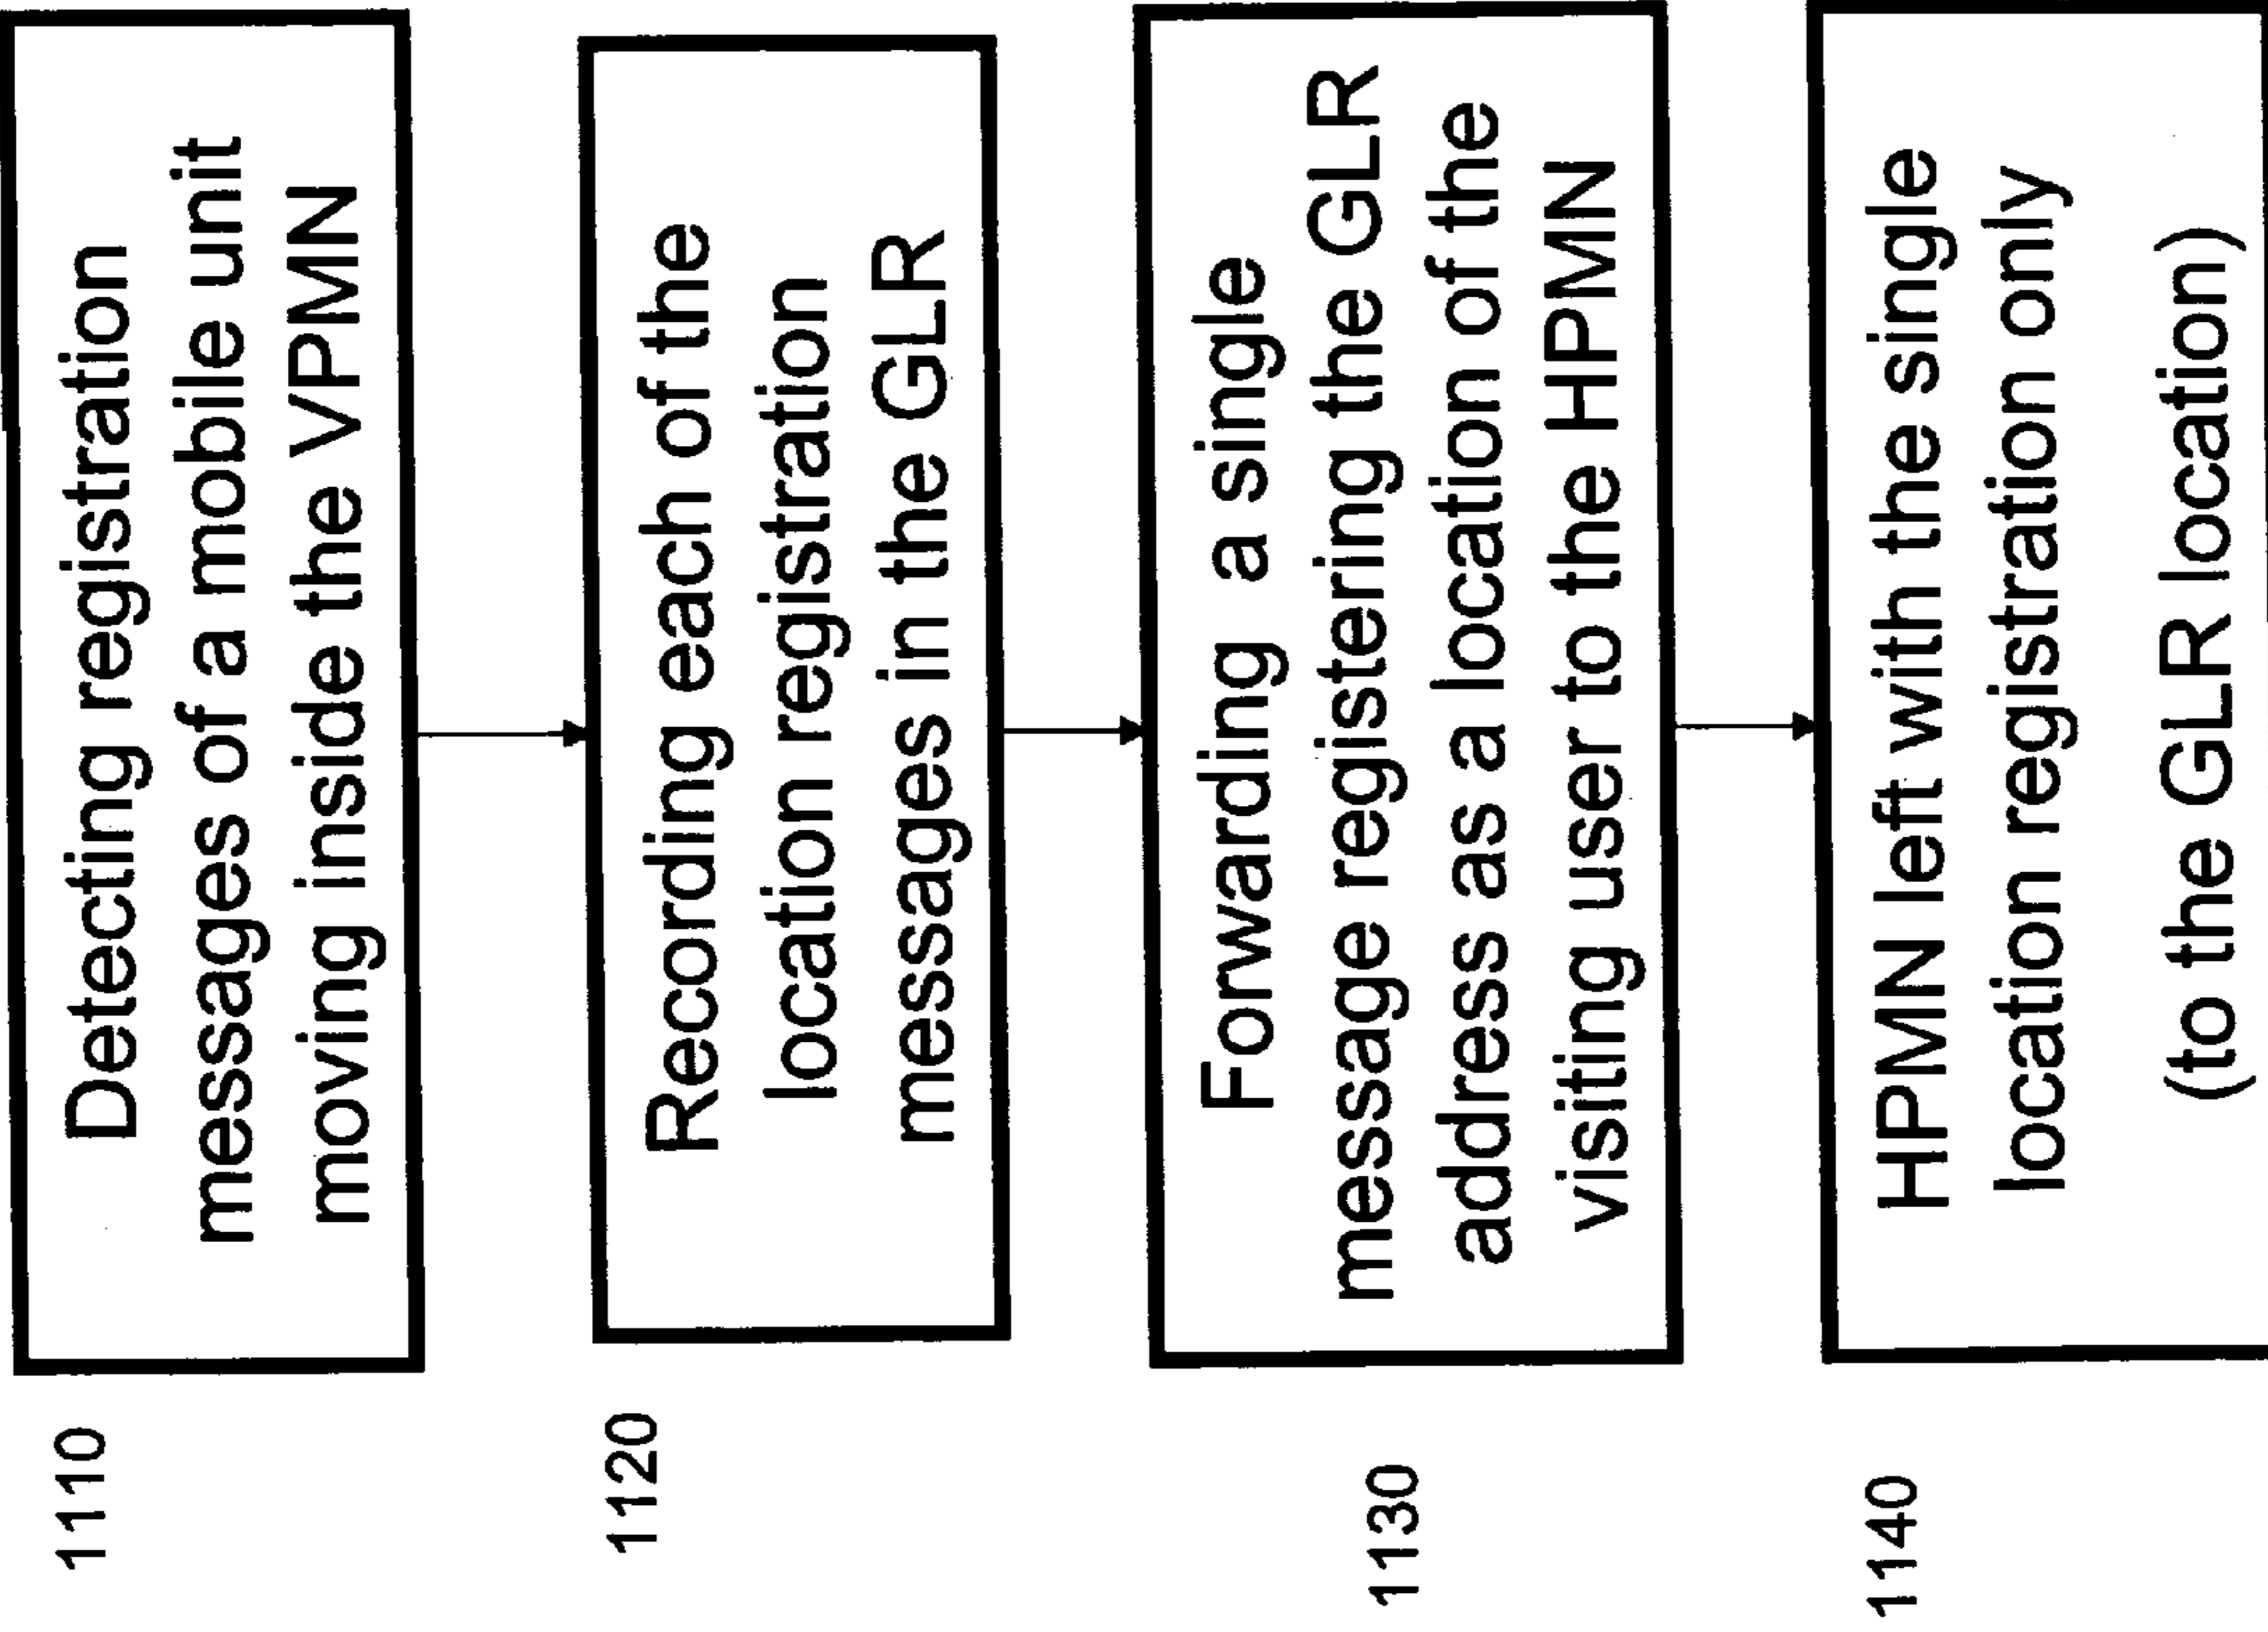 1110
Detecting registration
messages of a mobile unit
moving inside the VPMN
1120
Recording each of the
location registration
messages in the GLR
1130
Forwarding a single
message registering the GLR
address as a location of the
visiting user to the HPMN
1140
HPMN left with the single
location registration only
(to the GLR location)